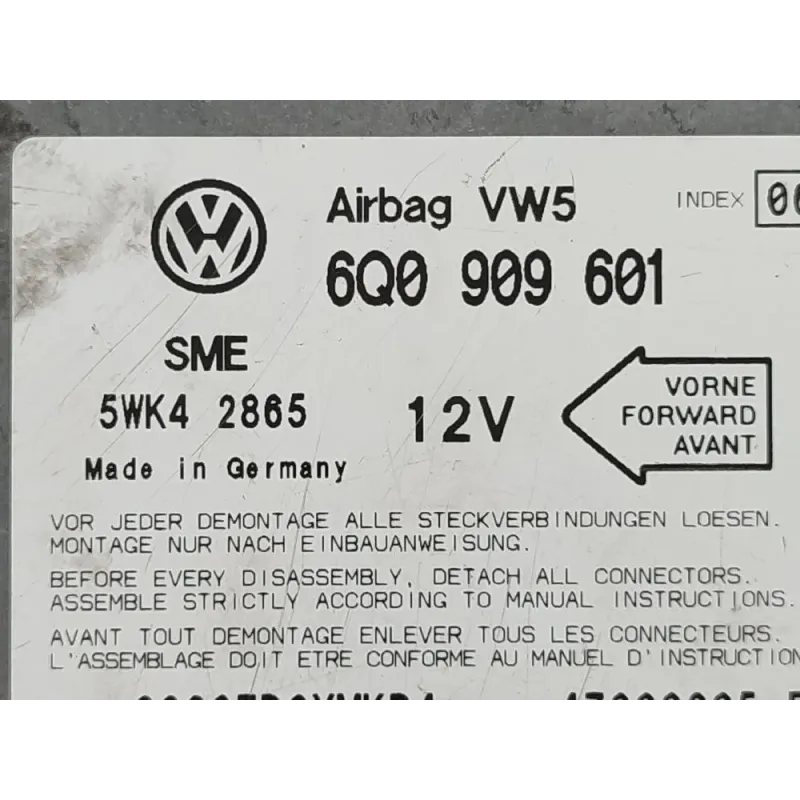 Airbag VW5 INDEX
6Q0 909 601
SME
5WK4 2865
12V
VORNE
FORWARD
AVANT
Made in Germany
VOR JEDER DEMONTAGE ALLE STECKVERBINDUNGEN LOESEN.
MONTAGE NUR NACH EINBAUANWEISUNG.
BEFORE EVERY DISASSEMBLY, DETACH ALL CONNECTORS.
ASSEMBLE STRICTLY ACCORDING TO MANUAL INSTRUCTIONS.
AVANT TOUT DEMONTAGE ENLEVER TOUS LES CONNECTEURS.
L'ASSEMBLAGE DOIT ETRE CONFORME AU MANUEL D'INSTRUCTION